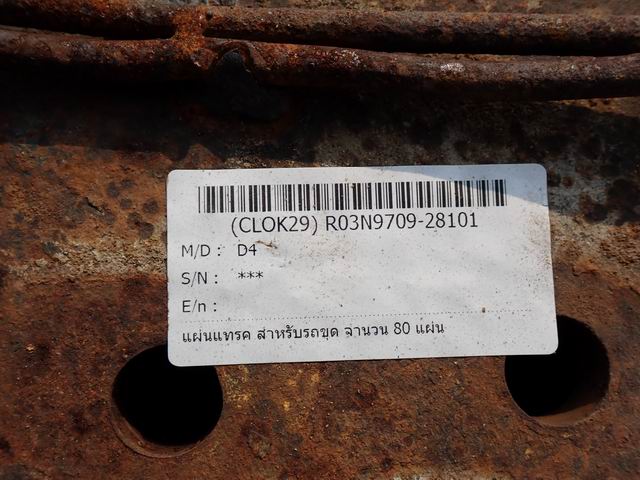 (CLOK29) R03N9709-28101
M/D : D4
S/N : ***
E/n :
แผ่นแทรค สำหรับรถขุด จำนวน 80 แผ่น